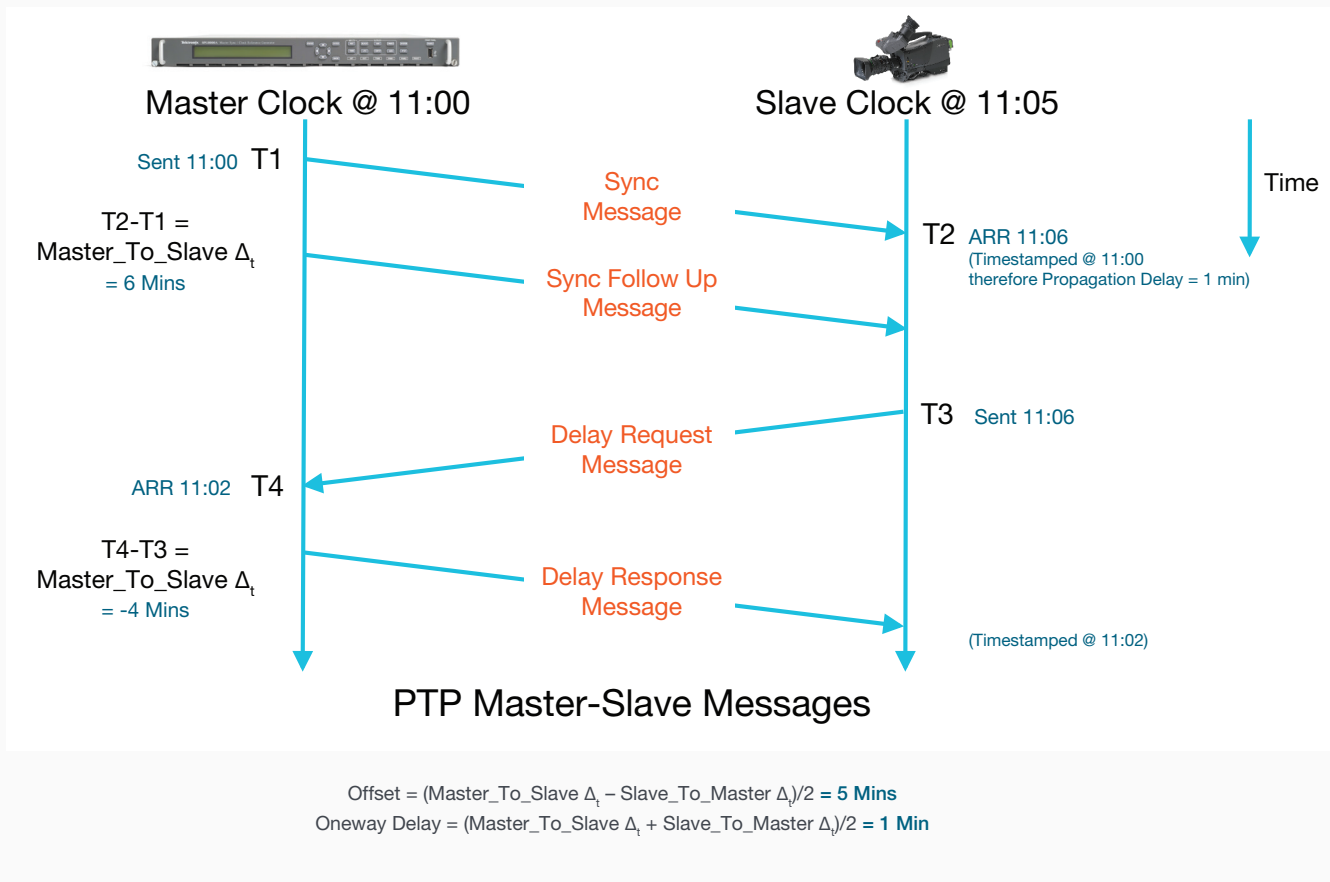 Master Clock @ 11:00
Slave Clock @ 11:05
Sent 11:00 T1
Sync
Message
Time
T2-T1 =
Master_To_Slave Δt
= 6 Mins
T2 ARR 11:06
(Timestamped @ 11:00
therefore Propagation Delay = 1 min)
Sync Follow Up
Message
T3 Sent 11:06
Delay Request
Message
ARR 11:02 T4
T4-T3 =
Master_To_Slave Δt
= -4 Mins
Delay Response
Message
(Timestamped @ 11:02)
PTP Master-Slave Messages
Offset = (Master_To_Slave Δt – Slave_To_Master Δt)/2 = 5 Mins
Oneway Delay = (Master_To_Slave Δt + Slave_To_Master Δt)/2 = 1 Min